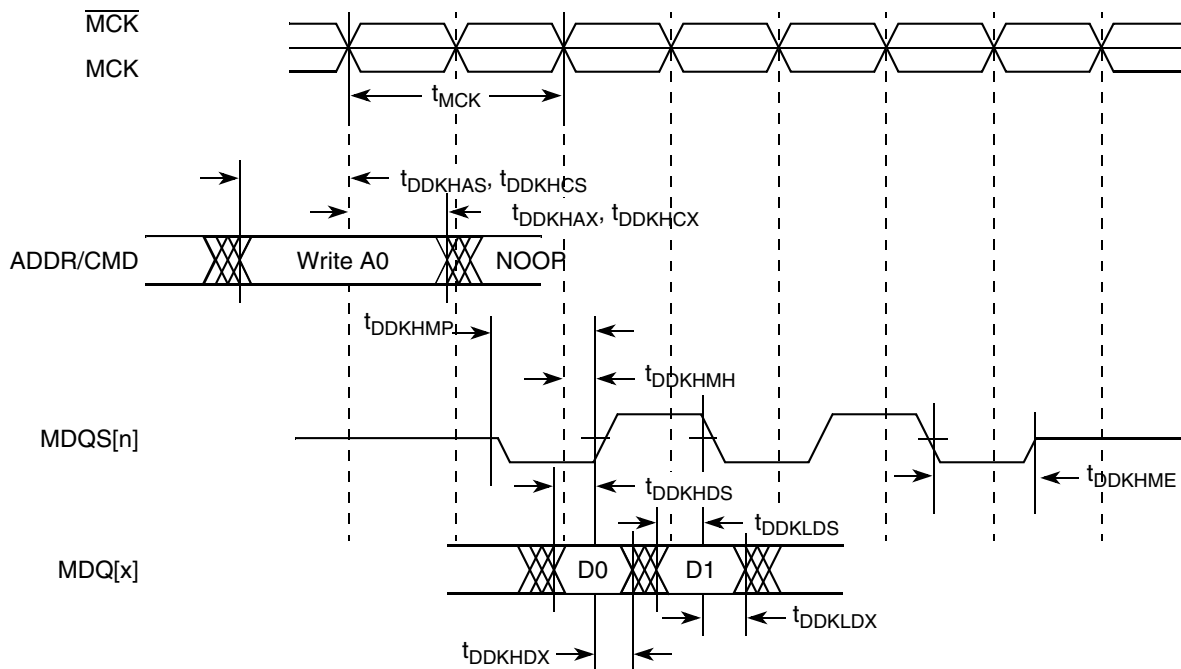 MCK
MCK
tMCK
tDDKHAS, tDDKHCS
tDDKHAX, tDDKHCX
ADDR/CMD
Write A0
NOOP
tDDKHMP
tDDKHMH
MDQS[n]
tDDKHME
tDDKHDS
tDDKLDS
MDQ[x]
D0
D1
tDDKLDX
tDDKHDX